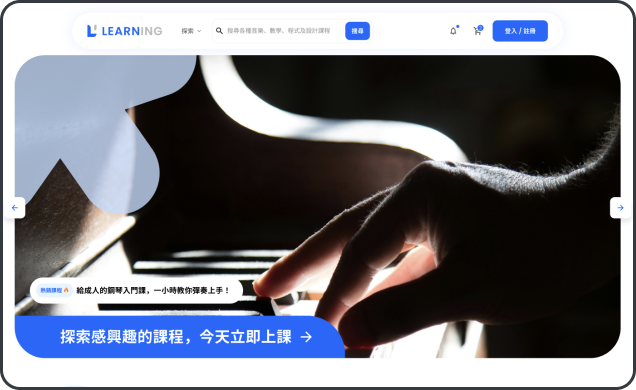 LEARNING
探索
搜尋各種音樂、數學、程式及設計課程
搜尋
登入 / 註冊
熱銷課程
給成人的鋼琴入門課，一小時教你彈奏上手！
探索感興趣的課程，今天立即上課